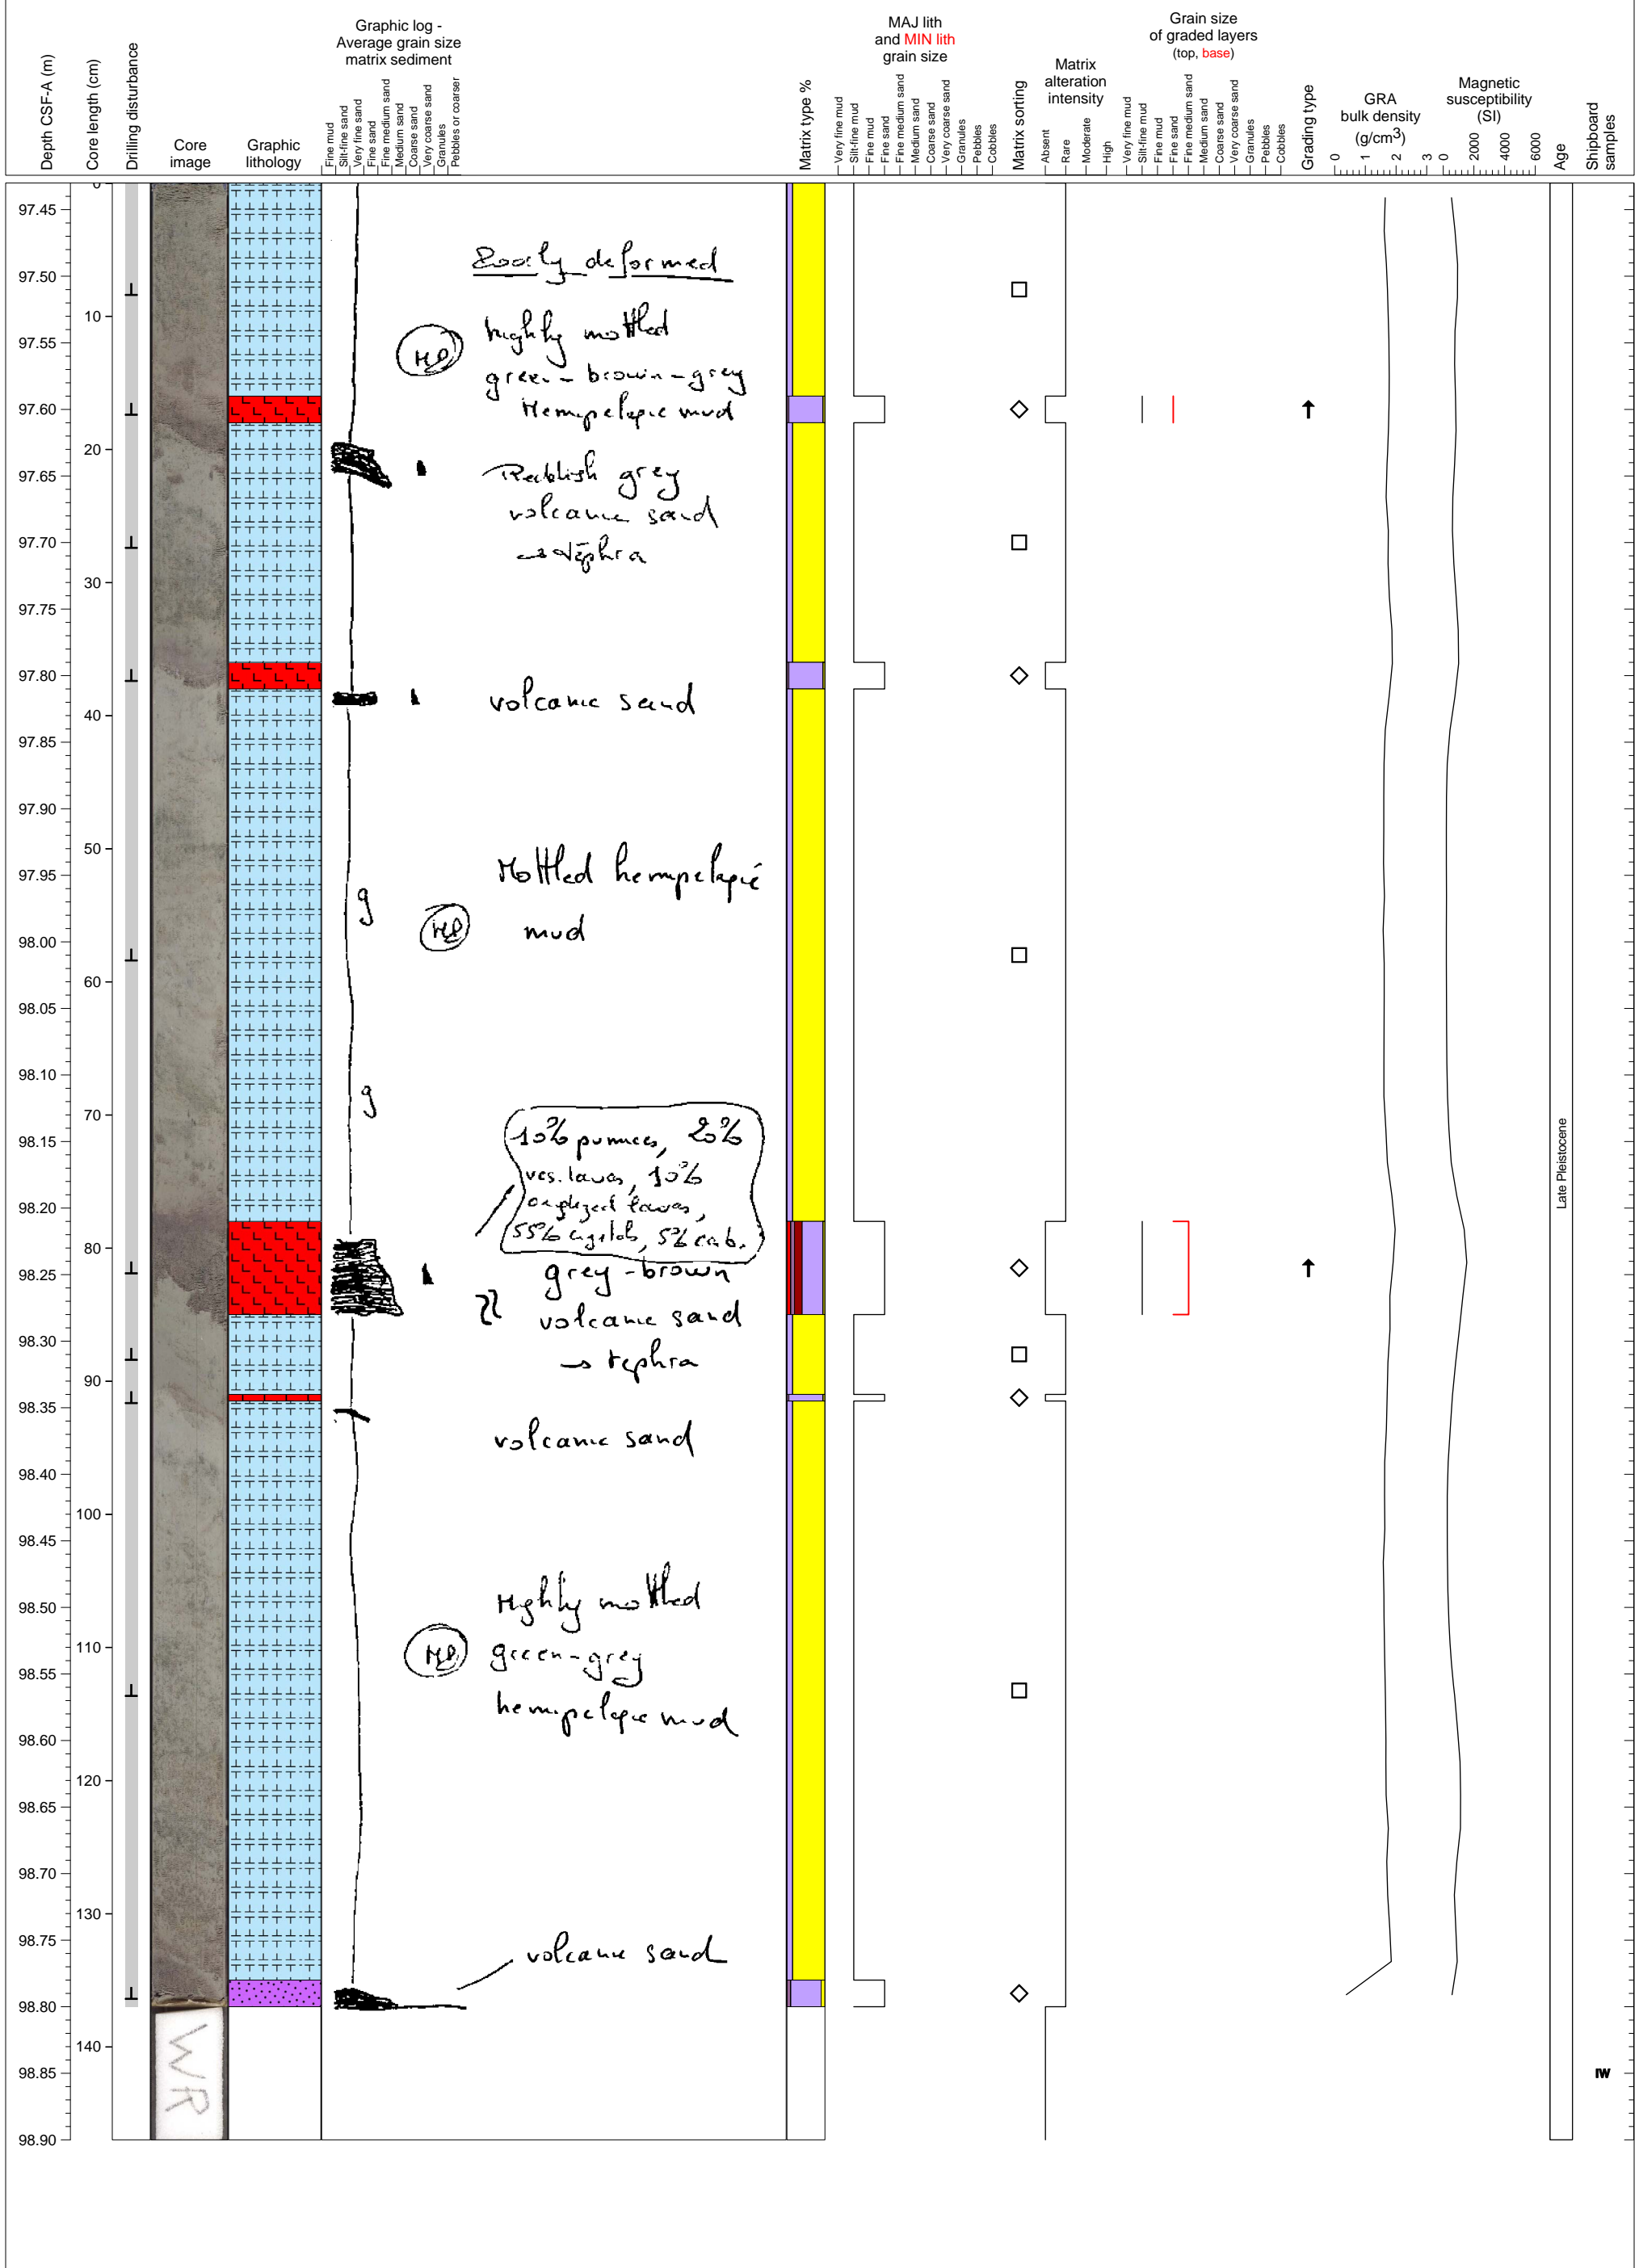 Depth CSF-A (m)
Core length (cm)
Drilling disturbance
Core
image
Graphic
lithology
Graphic log -
Average grain size
matrix sediment
Fine mud
Silt-fine sand
Very fine sand
Fine sand
Fine medium sand
Medium sand
Coarse sand
Very coarse sand
Granules
Pebbles or coarser
Matrix type %
MAJ lith
and MIN lith
grain size
Very fine mud
Silt-fine mud
Fine mud
Fine sand
Fine medium sand
Medium sand
Coarse sand
Very coarse sand
Granules
Pebbles
Cobbles
Matrix sorting
Matrix
alteration
intensity
Absent
Rare
Moderate
High
Grain size
of graded layers
(top, base)
Very fine mud
Silt-fine mud
Fine mud
Fine sand
Fine medium sand
Medium sand
Coarse sand
Very coarse sand
Granules
Pebbles
Cobbles
Grading type
GRA
bulk density
(g/cm3)
0 1 2 3
Magnetic
susceptibility
(SI)
0 2000 4000 6000
Age
Shipboard
samples
97.45
97.50
97.55
97.60
97.65
97.70
97.75
97.80
97.85
97.90
97.95
98.00
98.05
98.10
98.15
98.20
98.25
98.30
98.35
98.40
98.45
98.50
98.55
98.60
98.65
98.70
98.75
98.80
98.85
98.90
0
10
20
30
40
50
60
70
80
90
100
110
120
130
140
deformed
highly mottled
HP
green-brown-grey
Hemipelagic mud
Reddish grey
volcanic sand
→ tephra
volcanic sand
Mottled hemipelagic
g
HP mud
g
10% pumices, 20%
ves. lavas, 10%
lavas,
55% crystals, 5% carb.
grey-brown
volcanic sand
→ tephra
volcanic sand
Highly mottled
HP green-grey
hemipelagic mud
volcanic sand
WR
Late Pleistocene
IW